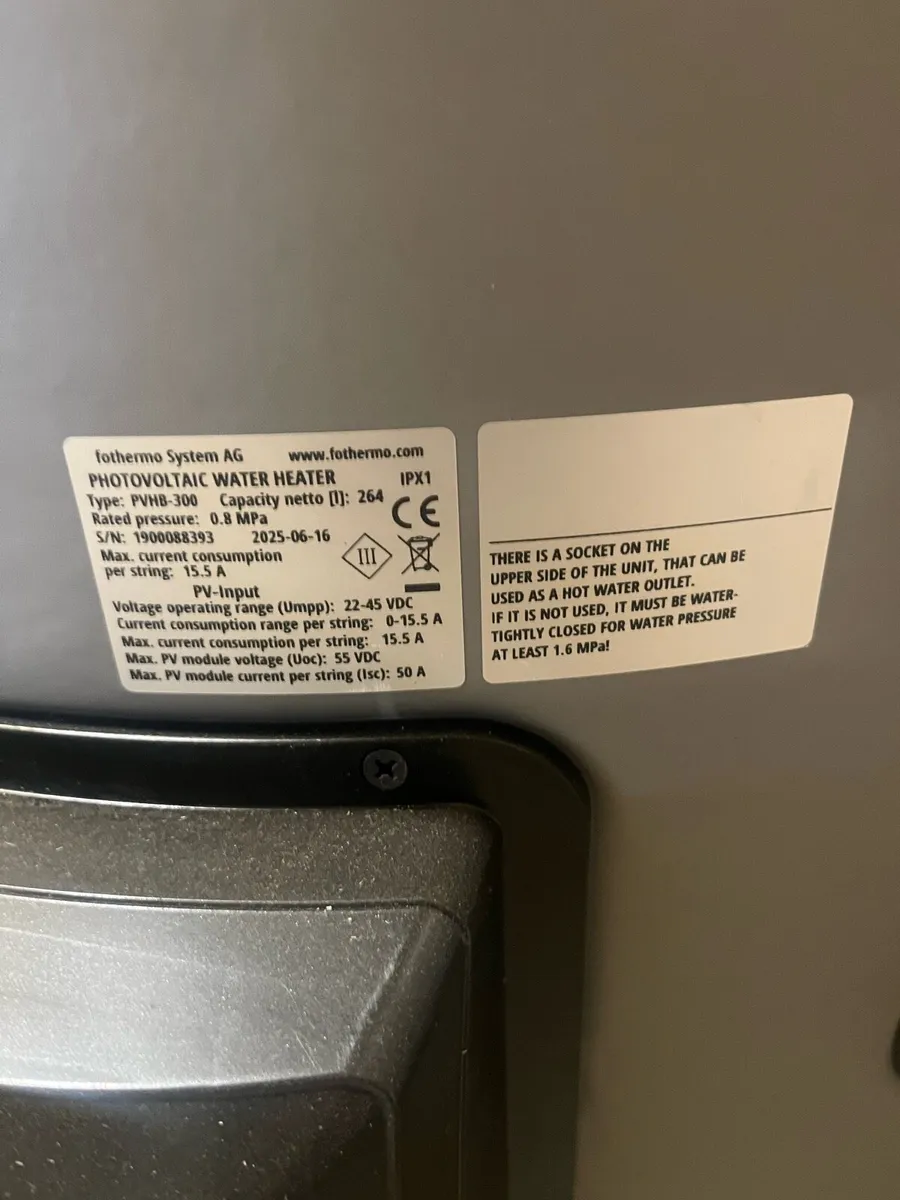 fothermo System AG www.fothermo.com
PHOTOVOLTAIC WATER HEATER IPX1
Type: PVHB-300 Capacity netto [l]: 264
Rated pressure: 0.8 MPa
CE
S/N: 1900088393 2025-06-16
Max. current consumption
per string: 15.5 A
III
PV-Input
Voltage operating range (Umpp): 22-45 VDC
Current consumption range per string: 0-15.5 A
Max. current consumption per string: 15.5 A
Max. PV module voltage (Uoc): 55 VDC
Max. PV module current per string (Isc): 50 A
THERE IS A SOCKET ON THE
UPPER SIDE OF THE UNIT, THAT CAN BE
USED AS A HOT WATER OUTLET.
IF IT IS NOT USED, IT MUST BE WATER-
TIGHTLY CLOSED FOR WATER PRESSURE
AT LEAST 1.6 MPa!